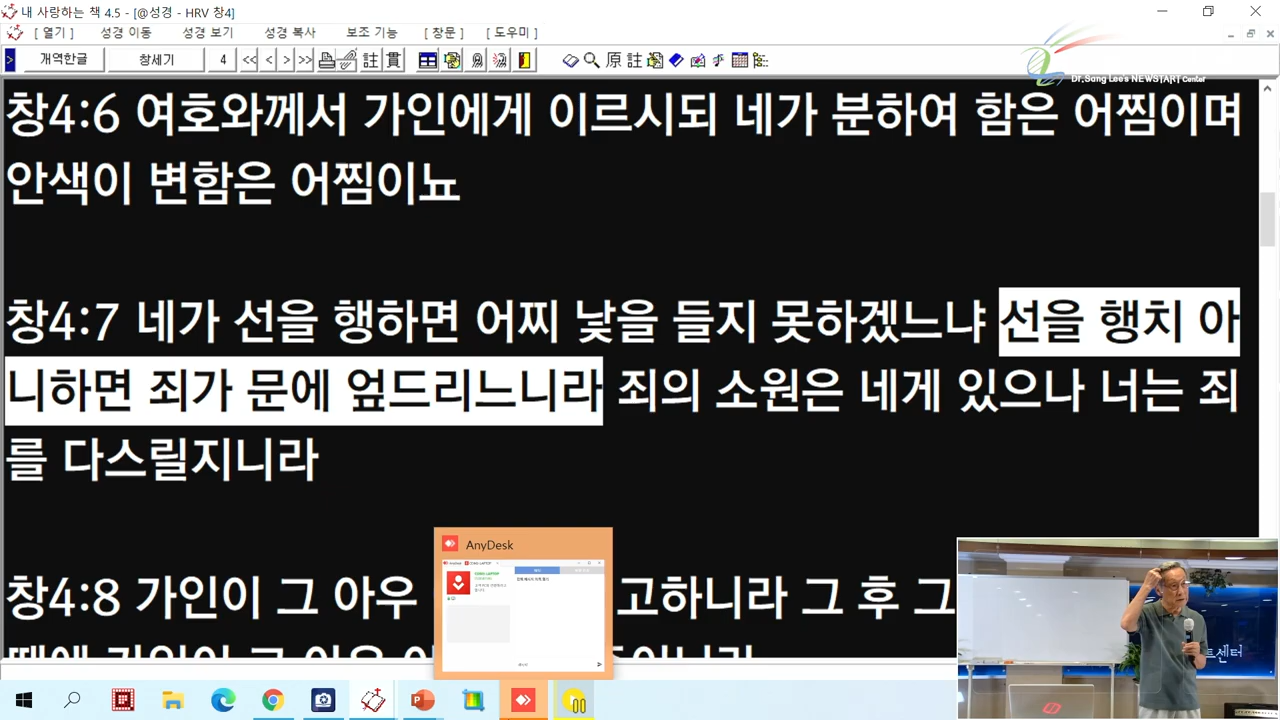 내 사랑하는 책 4.5 - [@성경 - HRV 창4]
[ 열기 ] 성경 이동 성경 보기 성경 복사 보조 기능 [ 창문 ] [ 도우미 ]
개역한글 창세기 4 << < > >> 註 貫 原 註
Dr.Sang Lee's NEWSTART Center
창4:6 여호와께서 가인에게 이르시되 네가 분하여 함은 어찜이며
안색이 변함은 어찜이뇨
창4:7 네가 선을 행하면 어찌 낯을 들지 못하겠느냐 선을 행치 아
니하면 죄가 문에 엎드리느니라 죄의 소원은 네게 있으나 너는 죄
를 다스릴지니라
AnyDesk
창4:8 가인이 그 아우 고하니라 그 후 그
트센터